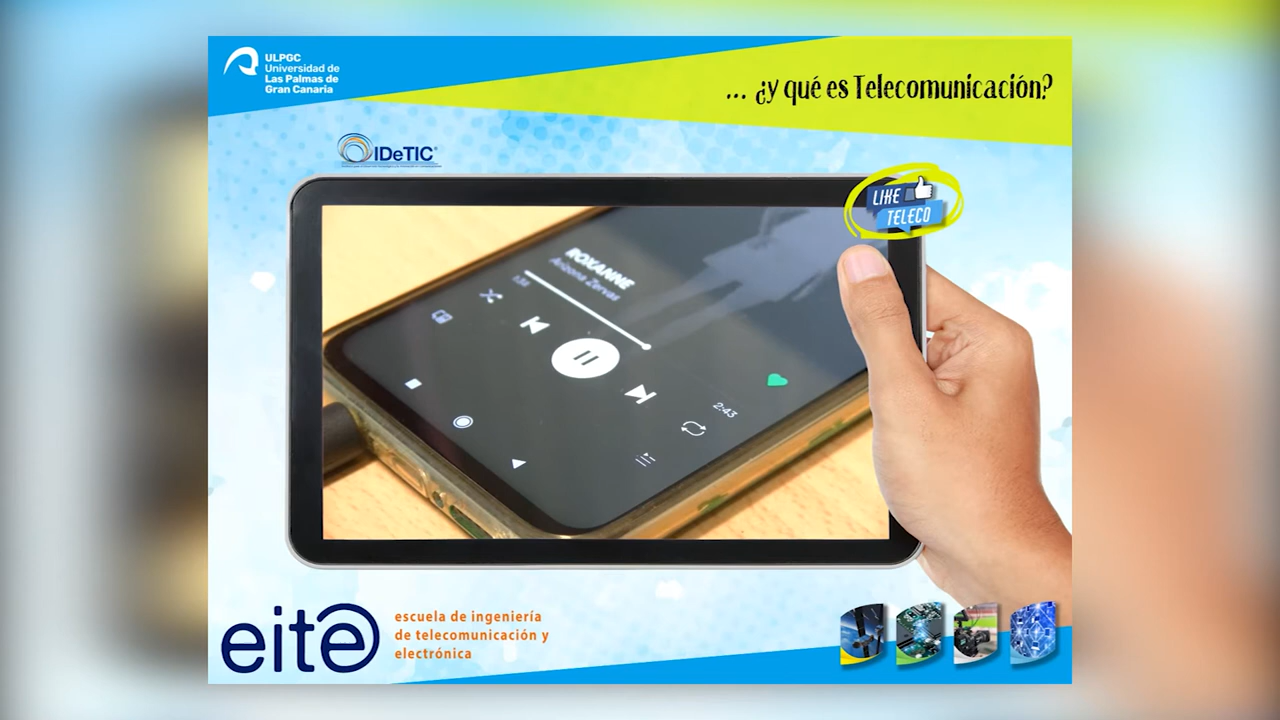 ULPGC
Universidad de
Las Palmas de
Gran Canaria
... ¿y qué es Telecomunicación?
IDeTIC
LIKE
TELECO
ROXANNE
Arizona Zervas
2:43
eite
escuela de ingeniería
de telecomunicación y
electrónica